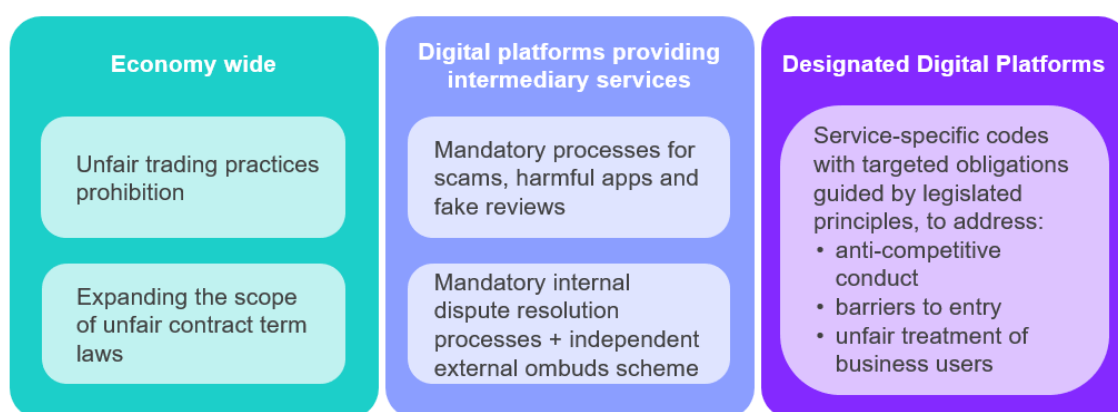 Economy wide
Unfair trading practices
prohibition
Expanding the scope
of unfair contract term
laws
Digital platforms providing
intermediary services
Mandatory processes for
scams, harmful apps and
fake reviews
Mandatory internal
dispute resolution
processes + independent
external ombuds scheme
Designated Digital Platforms
Service-specific codes
with targeted obligations
guided by legislated
principles, to address:
• anti-competitive
conduct
• barriers to entry
• unfair treatment of
business users